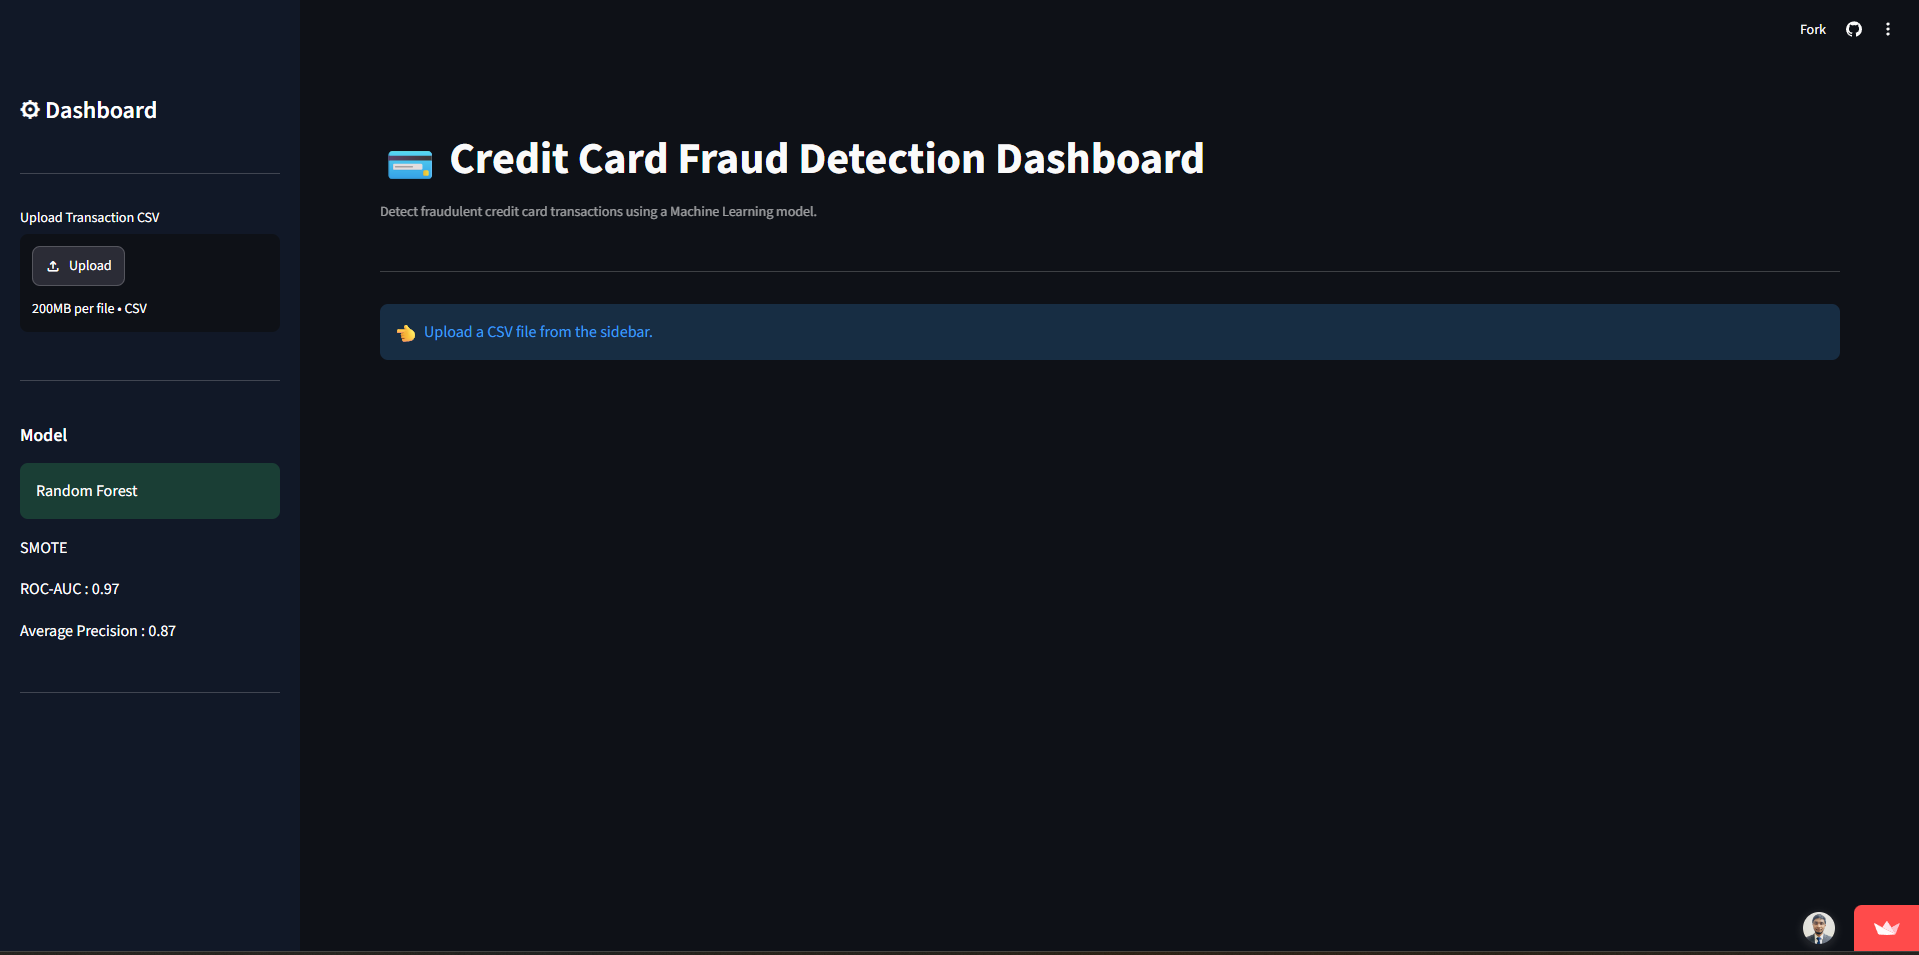 Fork
Dashboard
Upload Transaction CSV
Upload
200MB per file • CSV
Model
Random Forest
SMOTE
ROC-AUC : 0.97
Average Precision : 0.87
Credit Card Fraud Detection Dashboard
Detect fraudulent credit card transactions using a Machine Learning model.
Upload a CSV file from the sidebar.